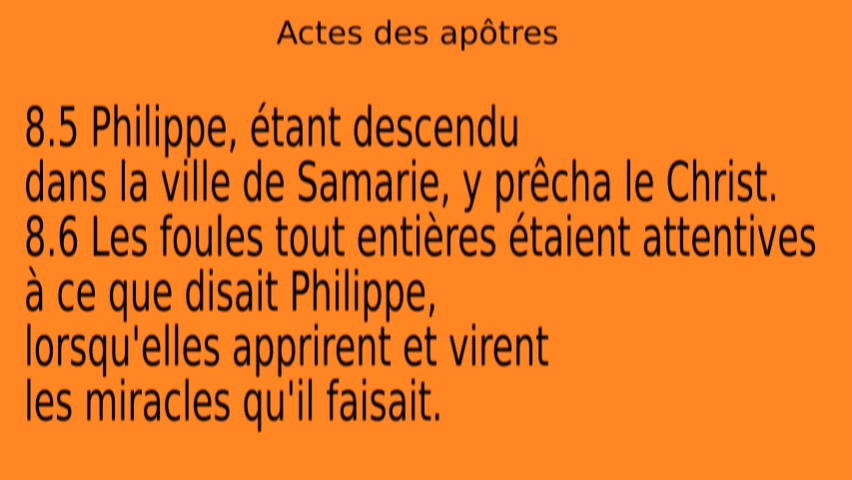 Actes des apôtres
8.5 Philippe, étant descendu
dans la ville de Samarie, y prêcha le Christ.
8.6 Les foules tout entières étaient attentives
à ce que disait Philippe,
lorsqu'elles apprirent et virent
les miracles qu'il faisait.